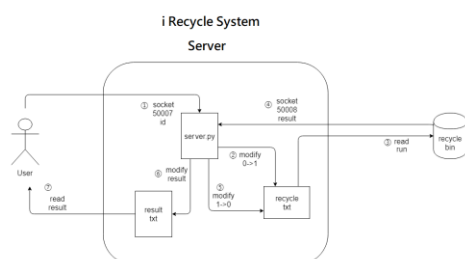 i Recycle System
Server
① socket
50007
id
④ socket
50008
result
server.py
② modify
0->1
③ read
run
recycle
bin
User
⑦
read
result
⑥ modify
result
⑤
modify
1->0
result
txt
recycle
txt